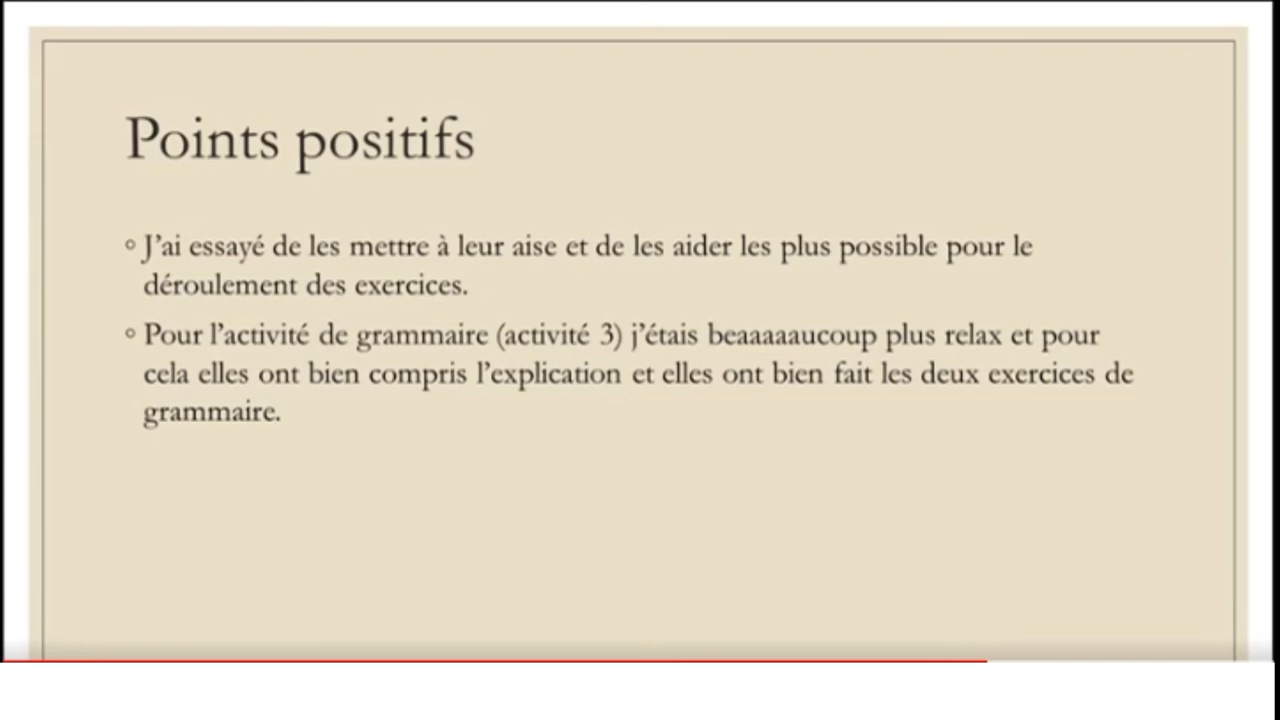 Points positifs
◦ J’ai essayé de les mettre à leur aise et de les aider les plus possible pour le
déroulement des exercices.
◦ Pour l’activité de grammaire (activité 3) j’étais beaaaaaucoup plus relax et pour
cela elles ont bien compris l’explication et elles ont bien fait les deux exercices de
grammaire.